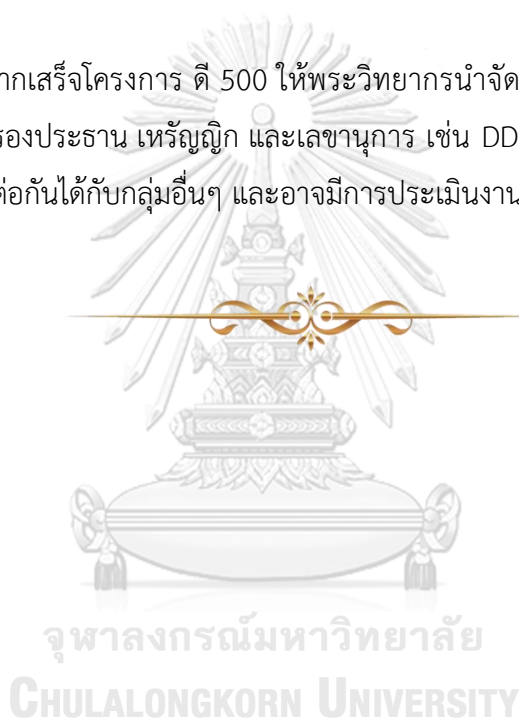 ากเสร็จโครงการ ดี 500 ให้พระวิทยากรนำจัด
รองประธาน เหรัญญิก และเลขานุการ เช่น DD
ต่อกันได้กับกลุ่มอื่นๆ และอาจมีการประเมินงาน
จุฬาลงกรณ์มหาวิทยาลัย
CHULALONGKORN UNIVERSITY